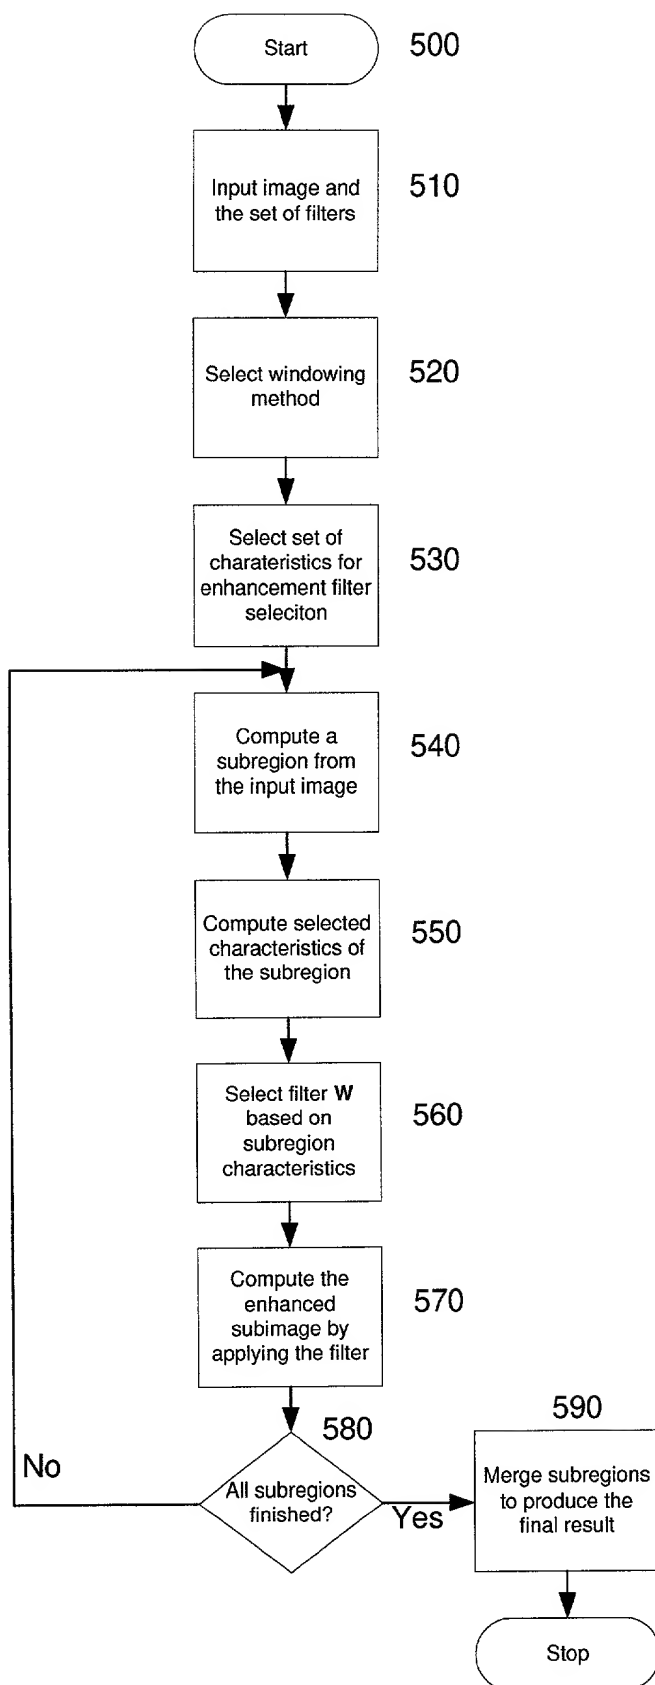 Start
500
Input image and
the set of filters
510
Select windowing
method
520
Select set of
charateristics for
enhancement filter
seleciton
530
Compute a
subregion from
the input image
540
Compute selected
characteristics of
the subregion
550
Select filter W
based on
subregion
characteristics
560
Compute the
enhanced
subimage by
applying the filter
570
580
All subregions
finished?
No
Yes
590
Merge subregions
to produce the
final result
Stop